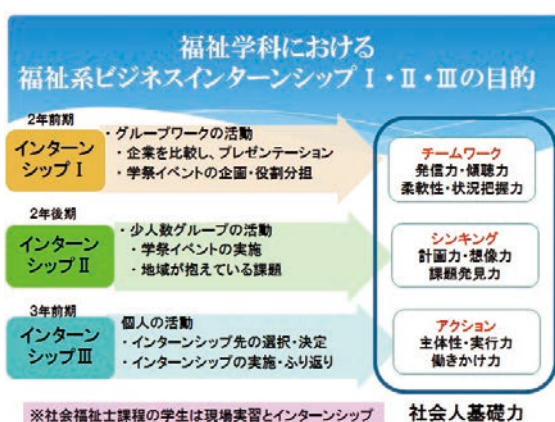 福祉学科における
福祉系ビジネスインターンシップⅠ・Ⅱ・Ⅲの目的
2年前期
インターン
シップⅠ
・グループワークの活動
・企業を比較し、プレゼンテーション
・学祭イベントの企画・役割分担
チームワーク
発信力・傾聴力
柔軟性・状況把握力
2年後期
インターン
シップⅡ
・少人数グループの活動
・学祭イベントの実施
・地域が抱えている課題
シンキング
計画力・想像力
課題発見力
3年前期
インターン
シップⅢ
個人の活動
・インターンシップ先の選択・決定
・インターンシップの実施・ふり返り
アクション
主体性・実行力
働きかけ力
※社会福祉士課程の学生は現場実習とインターンシップ
社会人基礎力